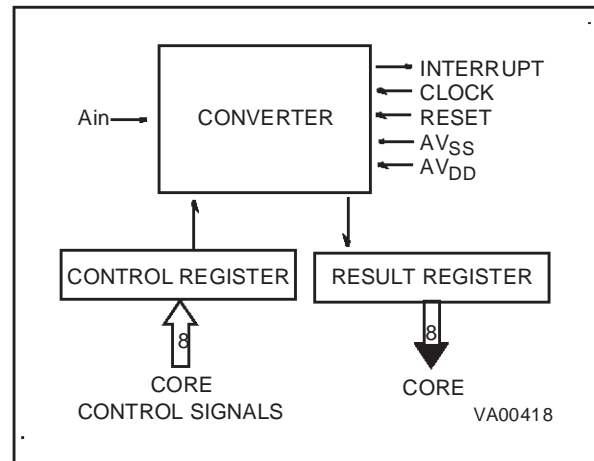 INTERRUPT
CLOCK
Ain
CONVERTER
RESET
AVSS
AVDD
CONTROL REGISTER
RESULT REGISTER
8
8
CORE
CONTROL SIGNALS
CORE
VA00418